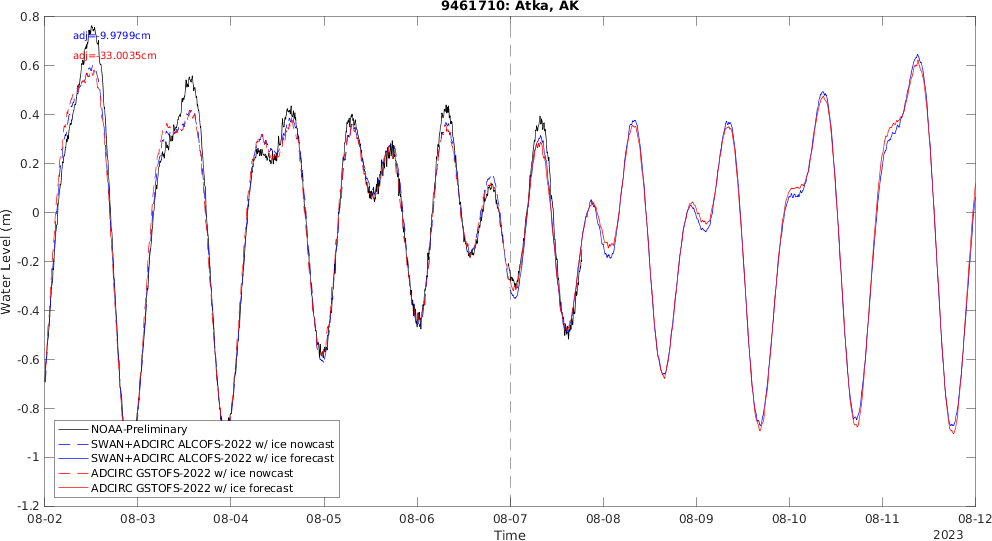 9461710: Atka, AK
adj=-9.9799cm
adj=-33.0035cm
Water Level (m)
0.8
0.6
0.4
0.2
0
-0.2
-0.4
-0.6
-0.8
-1
-1.2
NOAA-Preliminary
SWAN+ADCIRC ALCOFS-2022 w/ ice nowcast
SWAN+ADCIRC ALCOFS-2022 w/ ice forecast
ADCIRC GSTOFS-2022 w/ ice nowcast
ADCIRC GSTOFS-2022 w/ ice forecast
08-02 08-03 08-04 08-05 08-06 08-07 08-08 08-09 08-10 08-11 08-12
Time
2023